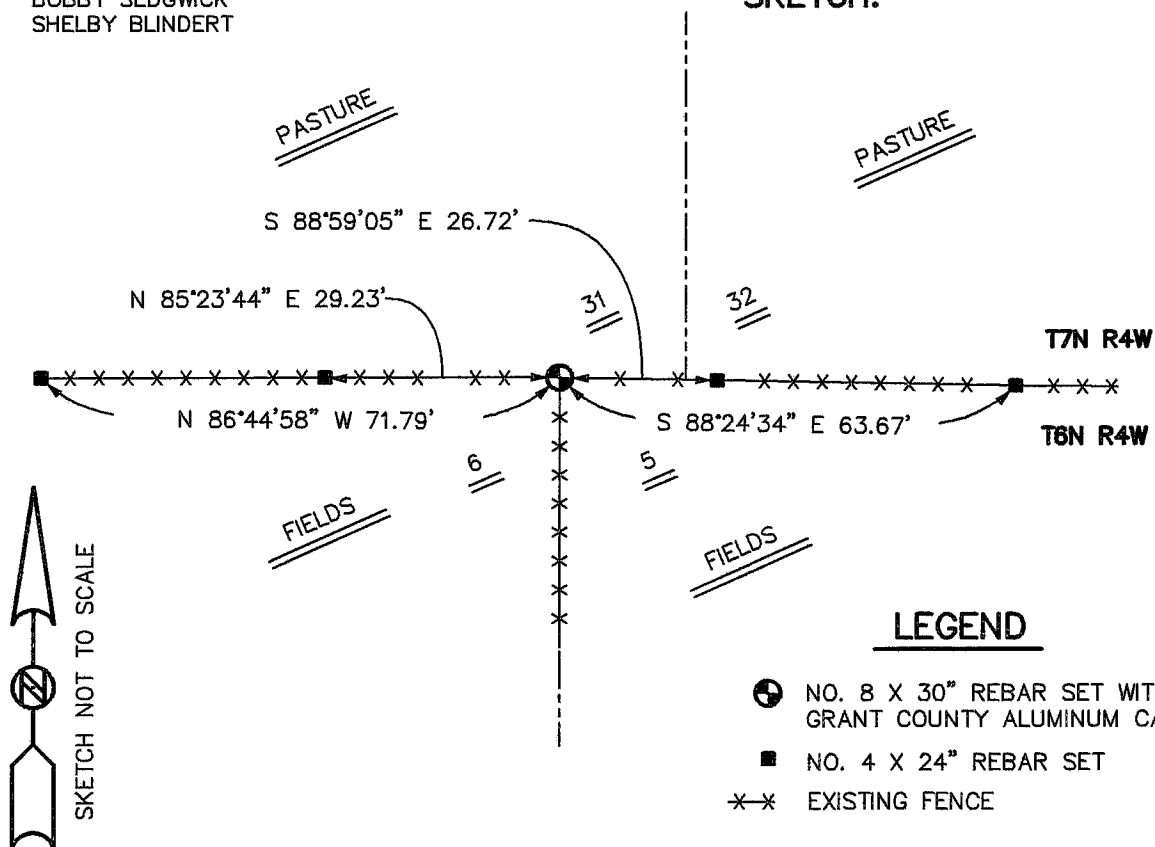 BOBBY SEDGWICK
SHELBY BLINDERT
SKETCH:
PASTURE
PASTURE
S 88°59'05" E 26.72'
N 85°23'44" E 29.23'
31
32
T7N R4W
N 86°44'58" W 71.79'
S 88°24'34" E 63.67'
T6N R4W
6
5
FIELDS
FIELDS
N
SKETCH NOT TO SCALE
LEGEND
NO. 8 X 30" REBAR SET
GRANT COUNTY ALUMINUM
NO. 4 X 24" REBAR SET
EXISTING FENCE